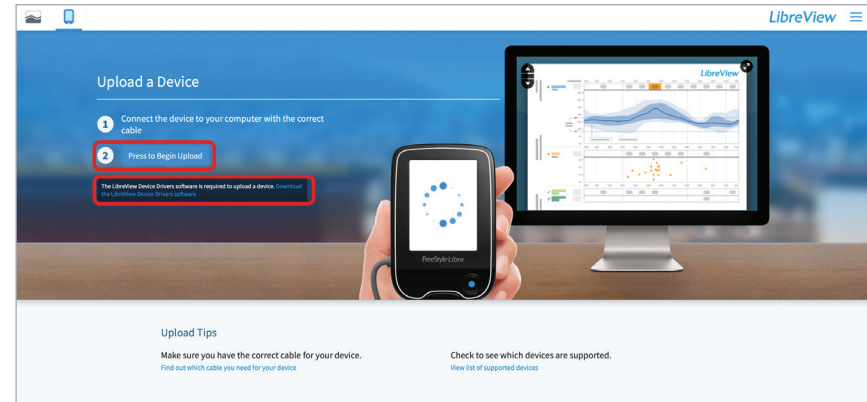 LibreView
Upload a Device
1 Connect the device to your computer with the correct
cable
2 Press to Begin Upload
The LibreView Device Drivers software is required to upload a device. Download
the LibreView Device Drivers software
LibreView
FreeStyle Libre
Upload Tips
Make sure you have the correct cable for your device.
Find out which cable you need for your device
Check to see which devices are supported.
View list of supported devices